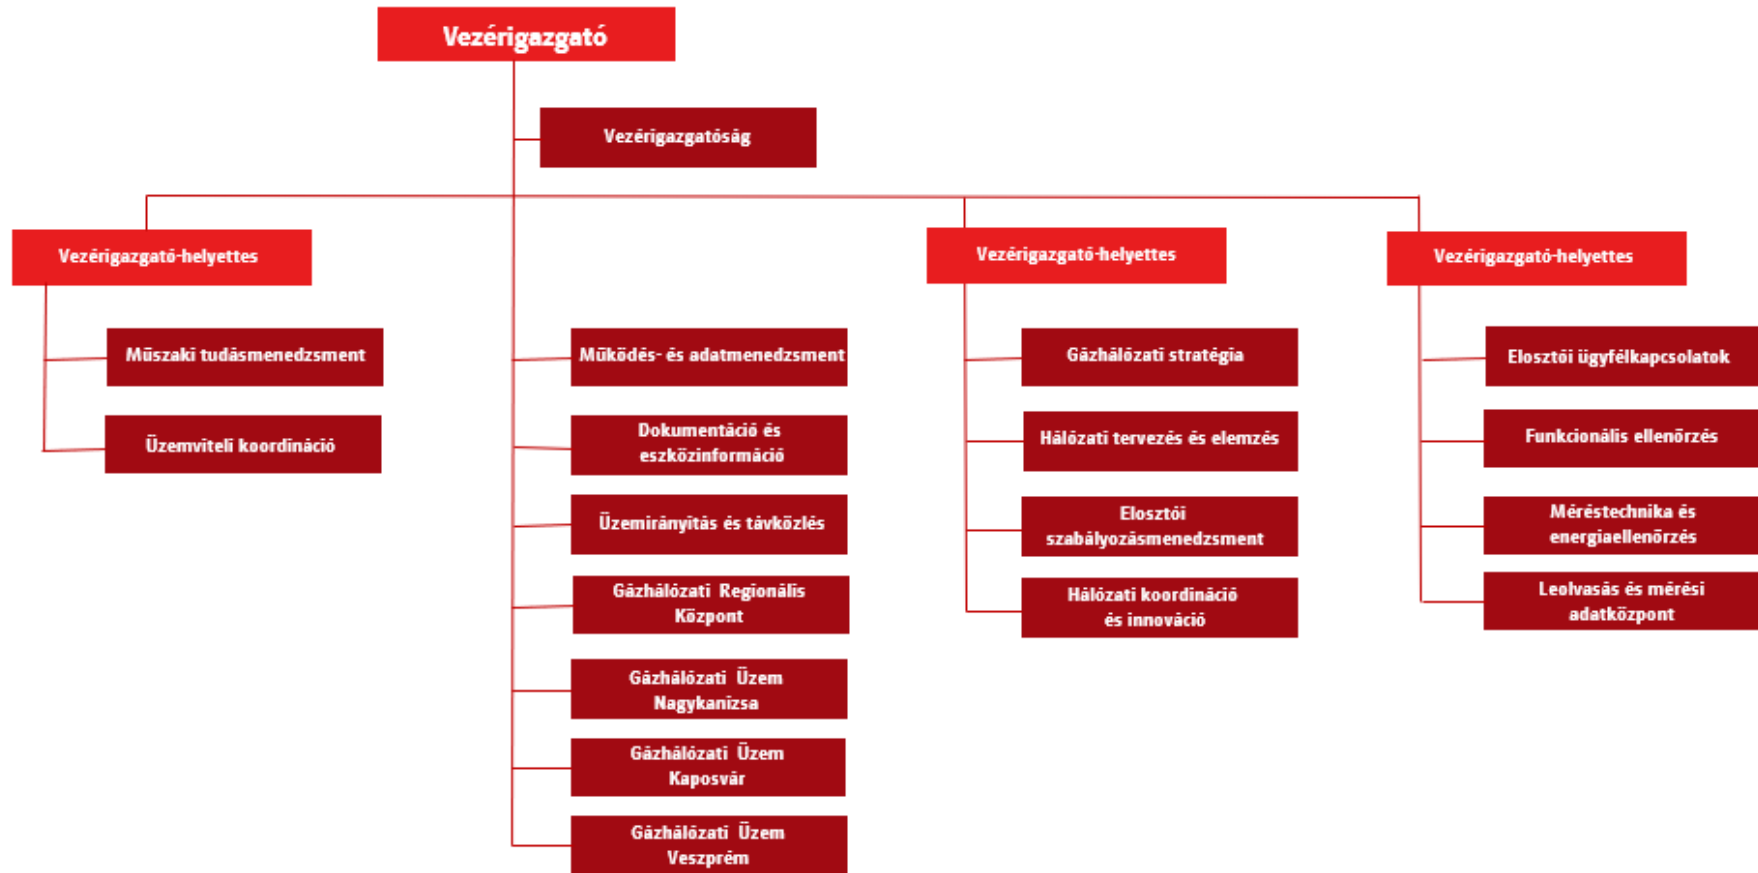 Vezérigazgató
Vezérigazgatóság
Vezérigazgató-helyettes
Műszaki tudásmenedzsment
Üzemviteli koordináció
Működés- és adatmenedzsment
Dokumentáció és
eszközinformáció
Üzemirányítás és távközlés
Gázhálózati Regionális
Központ
Gázhálózati Üzem
Nagykanizsa
Gázhálózati Üzem
Kaposvár
Gázhálózati Üzem
Veszprém
Vezérigazgató-helyettes
Gázhálózati stratégia
Hálózati tervezés és elemzés
Elosztói
szabályozásmenedzsment
Hálózati koordináció
és innováció
Vezérigazgató-helyettes
Elosztói ügyfélkapcsolatok
Funkcionális ellenőrzés
Méréstechnika és
energiaellenőrzés
Leolvasás és mérési
adatközpont